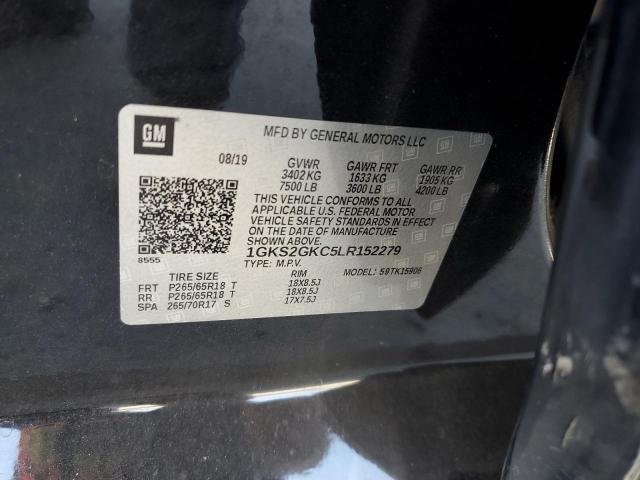 GM
MFD BY GENERAL MOTORS LLC
08/19 GVWR GAWR FRT GAWR RR
3402 KG 1633 KG 1905 KG
7500 LB 3600 LB 4200 LB
THIS VEHICLE CONFORMS TO ALL
APPLICABLE U.S. FEDERAL MOTOR
VEHICLE SAFETY STANDARDS IN EFFECT
ON THE DATE OF MANUFACTURE
SHOWN ABOVE.
8555
1GKS2GKC5LR152279
TYPE: M.P.V. MODEL: 59TK15906
TIRE SIZE RIM
FRT P265/65R18 T 18X8.5J
RR P265/65R18 T 18X8.5J
SPA 265/70R17 S 17X7.5J